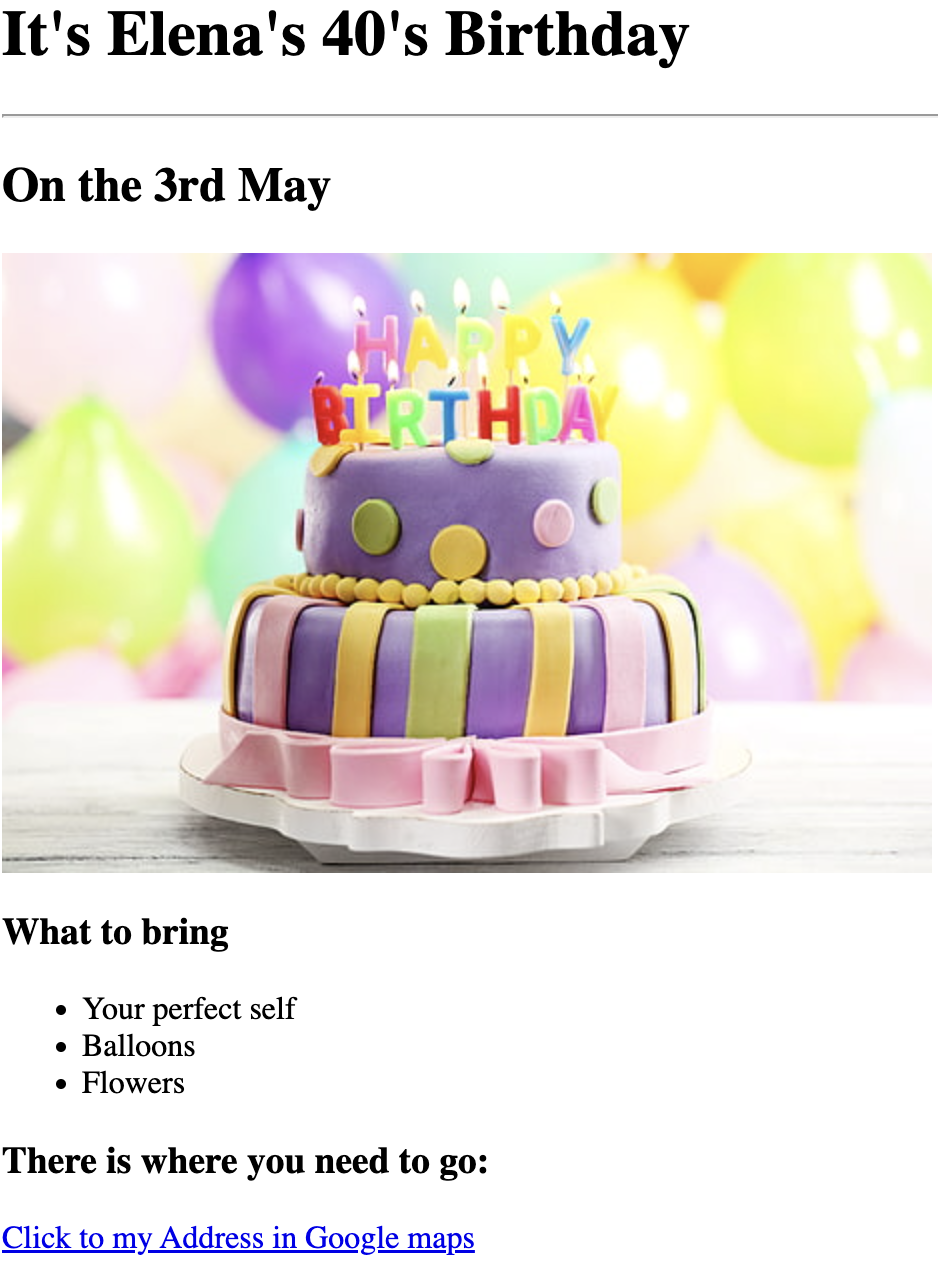 It's Elena's 40's Birthday
On the 3rd May
HAPPY
BIRTHDAY
What to bring
Your perfect self
Balloons
Flowers
There is where you need to go:
Click to my Address in Google maps